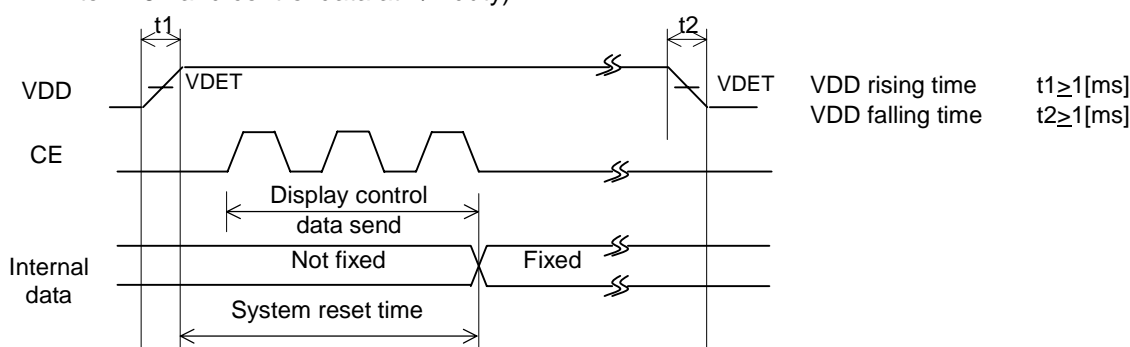 t1
t2
VDD
VDET
VDET
VDD rising time t1≥1[ms]
VDD falling time t2≥1[ms]
CE
Display control
data send
Internal
data
Not fixed
Fixed
System reset time